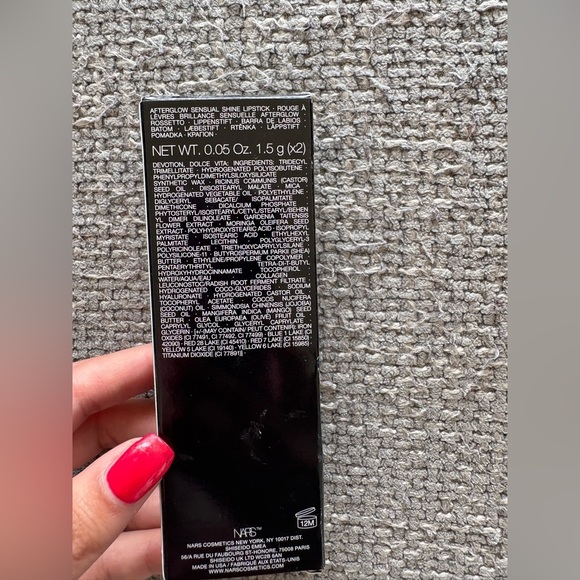 AFTERGLOW SENSUAL SHINE LIPSTICK · ROUGE À
LÈVRES BRILLANCE SENSUELLE AFTERGLOW ·
ROSSETTO · LIPPENSTIFT · BARRA DE LABIOS ·
BATOM · LÆBESTIFT · RTĚNKA · LÄPPSTIFT ·
POMADKA · КРАПОН ·
NET WT. 0.05 Oz. 1.5 g (x2)
DEVOTION, DOLCE VITA: INGREDIENTS: TRIDECYL
TRIMELLITATE · HYDROGENATED POLYISOBUTENE ·
PHENYLPROPYLDIMETHYLSILOXYSILICATE ·
SYNTHETIC WAX · RICINUS COMMUNIS (CASTOR)
SEED OIL · DIISOSTEARYL MALATE · MICA ·
HYDROGENATED VEGETABLE OIL · POLYETHYLENE ·
DIGLYCERYL SEBACATE/ ISOPALMITATE ·
DIMETHICONE · DICALCIUM PHOSPHATE ·
PHYTOSTERYL/ISOSTEARYL/CETYL/STEARYL/BEHEN
YL DIMER DILINOLEATE · GARDENIA TAITENSIS
FLOWER EXTRACT · MORINGA OLEIFERA SEED
EXTRACT · POLYHYDROXYSTEARIC ACID · ISOPROPYL
MYRISTATE · ISOSTEARIC ACID · ETHYLHEXYL
PALMITATE · LECITHIN · POLYGLYCERYL-3
POLYRICINOLEATE · TRIETHOXYCAPRYLYLSILANE ·
POLYSILICONE-11 · BUTYROSPERMUM PARKII (SHEA)
BUTTER · ETHYLENE/PROPYLENE COPOLYMER ·
PENTAERYTHRITYL TETRA-DI-T-BUTYL
HYDROXYHYDROCINNAMATE · TOCOPHEROL ·
WATER/AQUA/EAU · COLLAGEN ·
LEUCONOSTOC/RADISH ROOT FERMENT FILTRATE ·
HYDROGENATED COCO-GLYCERIDES · SODIUM
HYALURONATE · HYDROGENATED CASTOR OIL ·
TOCOPHERYL ACETATE · COCOS NUCIFERA
(COCONUT) OIL · SIMMONDSIA CHINENSIS (JOJOBA)
SEED OIL · MANGIFERA INDICA (MANGO) SEED
BUTTER · OLEA EUROPAEA (OLIVE) FRUIT OIL ·
CAPRYLYL GLYCOL · GLYCERYL CAPRYLATE ·
GLYCERIN · [+/-(MAY CONTAIN/ PEUT CONTENIR: IRON
OXIDES (CI 77491, CI 77492, CI 77499) · BLUE 1 LAKE (CI
42090) · RED 28 LAKE (CI 45410) · RED 7 LAKE (CI 15850) ·
YELLOW 5 LAKE (CI 19140) · YELLOW 6 LAKE (CI 15985) ·
TITANIUM DIOXIDE (CI 77891)] ·
12M
NARS™
NARS COSMETICS NEW YORK, NY 10017 DIST.
SHISEIDO EMEA
56/A RUE DU FAUBOURG ST-HONORE, 75008 PARIS
SHISEIDO UK LTD WC2B 6AN
MADE IN USA / FABRIQUE AUX ÉTATS-UNIS
WWW.NARSCOSMETICS.COM